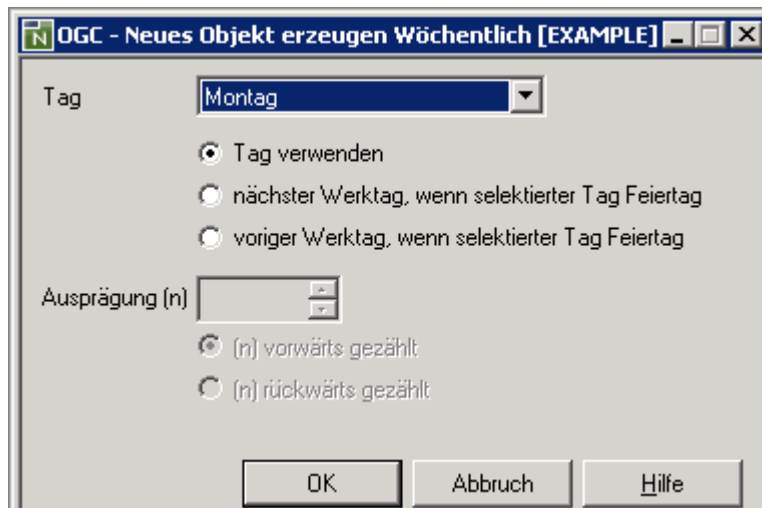 OGC - Neues Objekt erzeugen Wöchentlich [EXAMPLE]
Tag Montag
Tag verwenden
nächster Werktag, wenn selektierter Tag Feiertag
voriger Werktag, wenn selektierter Tag Feiertag
Ausprägung (n)
(n) vorwärts gezählt
(n) rückwärts gezählt
OK Abbruch Hilfe